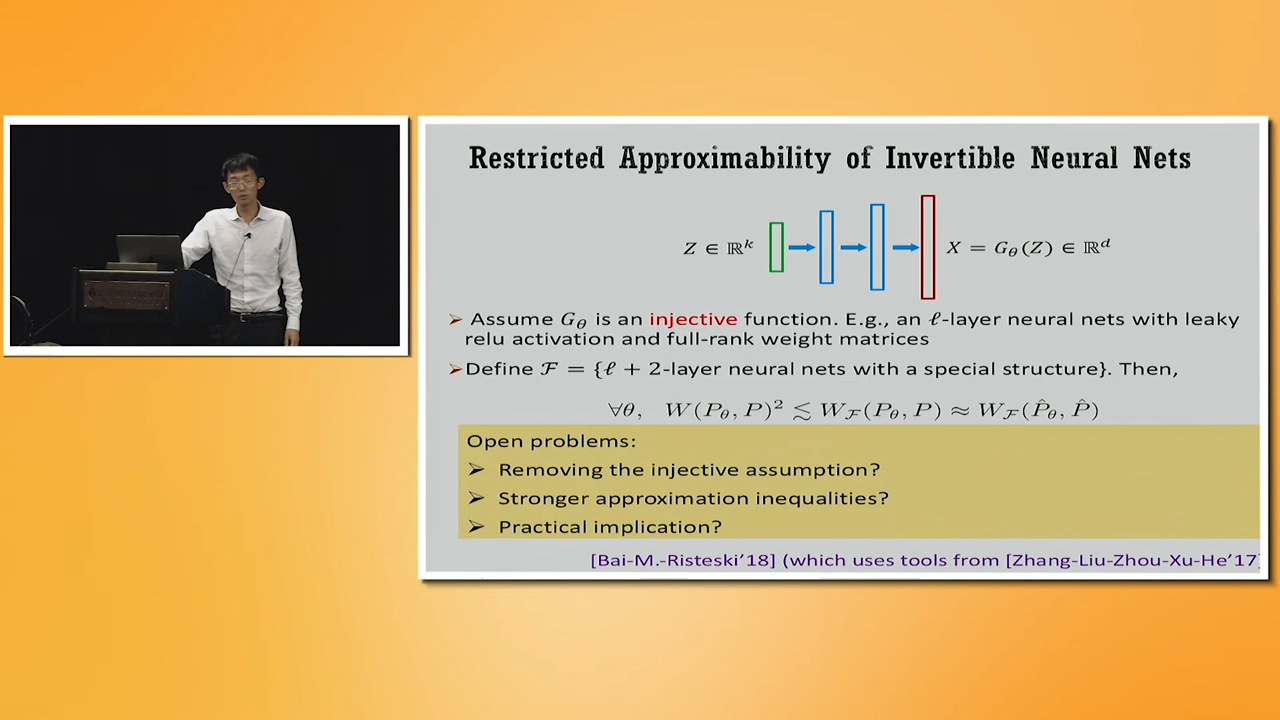 Restricted Approximability of Invertible Neural Nets
Z ∈ ℝᵏ
X = G_θ(Z) ∈ ℝᵈ
➢ Assume G_θ is an injective function. E.g., an ℓ-layer neural nets with leaky
relu activation and full-rank weight matrices
➢Define ℱ = {ℓ + 2-layer neural nets with a special structure}. Then,
∀θ, W(P_θ, P)² ≲ W_ℱ(P_θ, P) ≈ W_ℱ(P̂_θ, P̂)
Open problems:
➢ Removing the injective assumption?
➢ Stronger approximation inequalities?
➢ Practical implication?
[Bai-M.-Risteski’18] (which uses tools from [Zhang-Liu-Zhou-Xu-He’17]